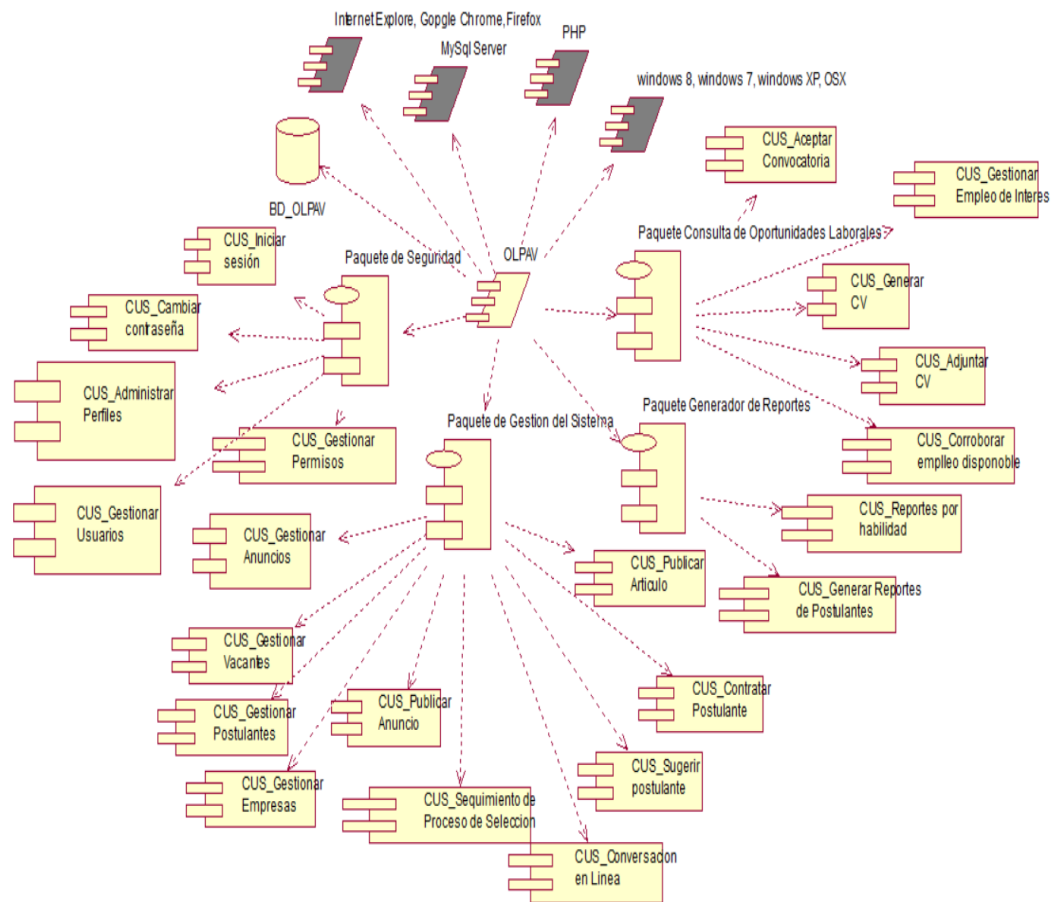 Internet Explore, Gopgle Chrome,Firefox
PHP
MySql Server
windows 8, windows 7, windows XP, OSX
CUS_Aceptar
Convocatoria
CUS_Gestionar
Empleo de Interes
BD_OLPAV
CUS_Iniciar
sesión
Paquete de Seguridad
OLPAV
Paquete Consulta de Oportunidades Laborales
CUS_Generar
CV
CUS_Cambiar
contraseña
CUS_Adjuntar
CV
CUS_Administrar
Perfiles
Paquete de Gestion del Sistema
Paquete Generador de Reportes
CUS_Gestionar
Permisos
CUS_Corroborar
emplleo disponoble
CUS_Gestionar
Usuarios
CUS_Gestionar
Anuncios
CUS_Reportes por
habilidad
CUS_Publicar
Articulo
CUS_Generar Reportes
de Postulantes
CUS_Gestionar
Vacantes
CUS_Gestionar
Postulantes
CUS_Publicar
Anuncio
CUS_Contratar
Postulante
CUS_Gestionar
Empresas
CUS_Sugerir
postulante
CUS_Sequimiento de
Proceso de Seleccion
CUS_Conversacion
en Linea